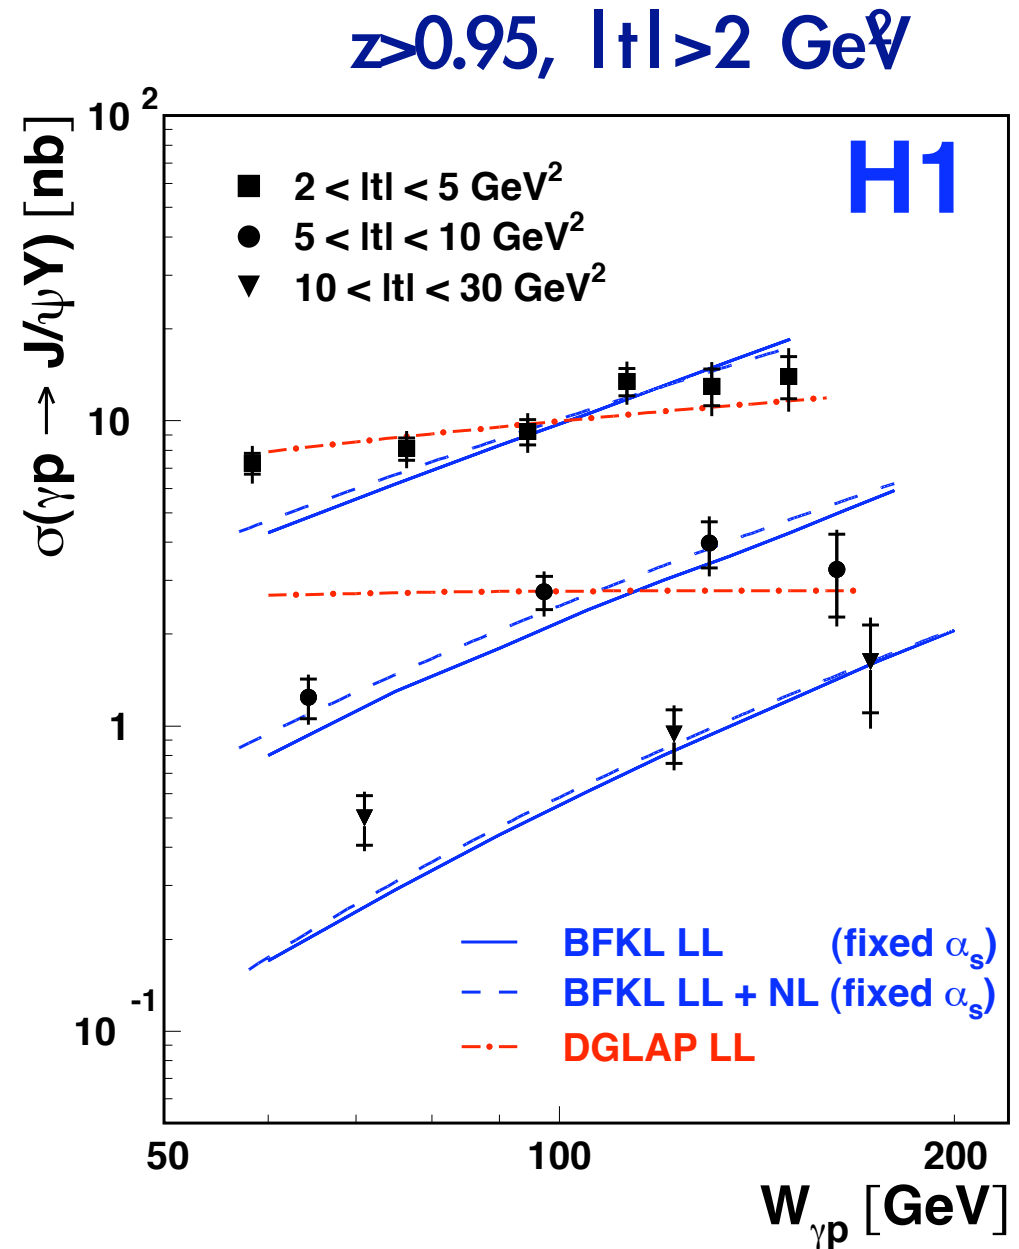 z>0.95, |t|>2 GeV²
10²
H1
2 < |t| < 5 GeV²
5 < |t| < 10 GeV²
10 < |t| < 30 GeV²
σ(γp → J/ψY) [nb]
10
1
10⁻¹
BFKL LL (fixed αₛ)
BFKL LL + NL (fixed αₛ)
DGLAP LL
50 100 200
W_γp [GeV]